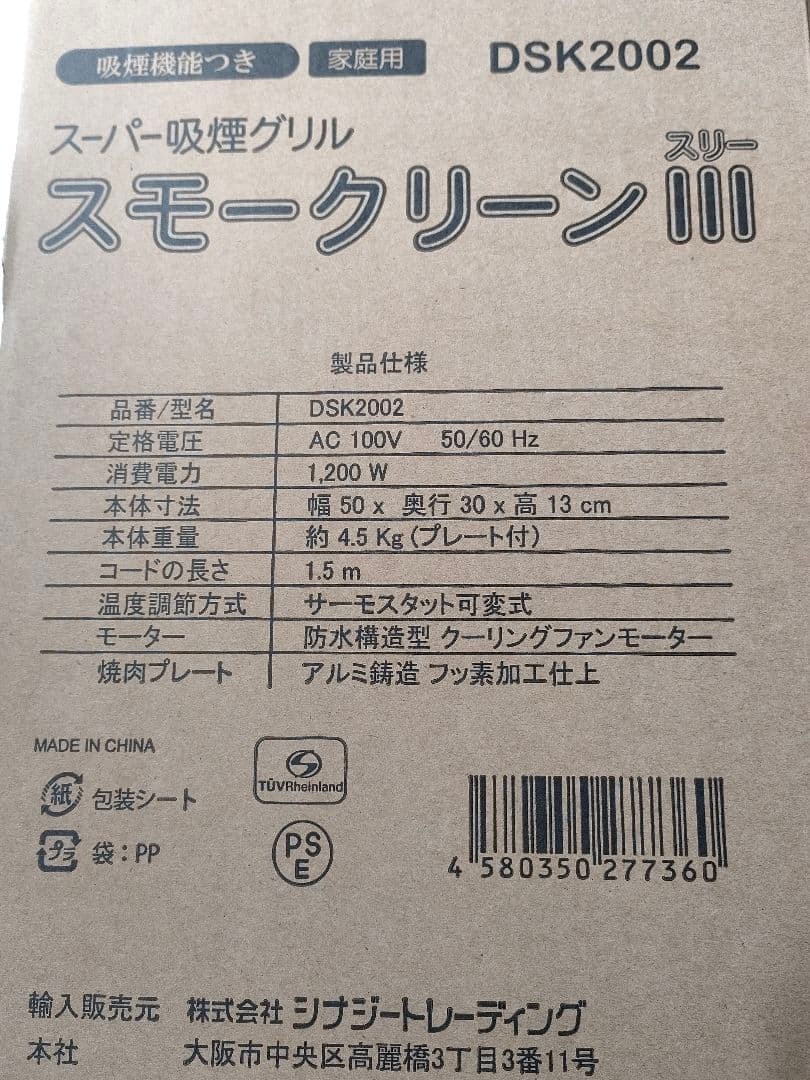 吸煙機能つき 家庭用 DSK2002
スーパー吸煙グリル
スリー
スモークリーンIII
製品仕様
品番/型名 DSK2002
定格電圧 AC 100V 50/60 Hz
消費電力 1,200 W
本体寸法 幅 50 x 奥行 30 x 高 13 cm
本体重量 約 4.5 Kg (プレート付)
コードの長さ 1.5 m
温度調節方式 サーモスタット可変式
モーター 防水構造型 クーリングファンモーター
焼肉プレート アルミ鋳造 フッ素加工仕上
MADE IN CHINA
紙 包装シート
プラ 袋：PP
TÜVRheinland
PS
E
4 580350 277360
輸入販売元 株式会社 シナジートレーディング
本社 大阪市中央区高麗橋3丁目3番11号